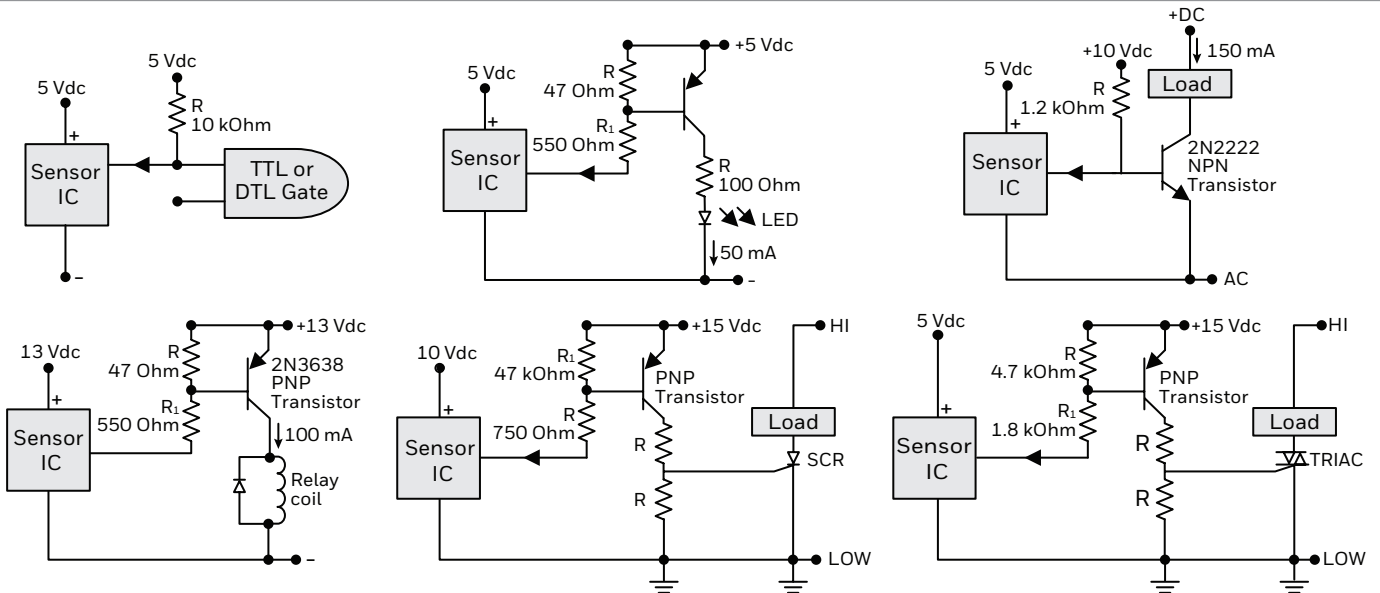 5 Vdc
5 Vdc
+
R
10 kOhm
Sensor
IC
TTL or
DTL Gate
-
+5 Vdc
5 Vdc
+
R
47 Ohm
R1
550 Ohm
Sensor
IC
R
100 Ohm
LED
50 mA
-
+DC
150 mA
+10 Vdc
5 Vdc
+
R
1.2 kOhm
Load
Sensor
IC
2N2222
NPN
Transistor
AC
+13 Vdc
13 Vdc
+
R
47 Ohm
R1
550 Ohm
2N3638
PNP
Transistor
Sensor
IC
100 mA
Relay
coil
-
+15 Vdc
10 Vdc
+
R1
47 kOhm
R
750 Ohm
PNP
Transistor
Sensor
IC
R
R
HI
Load
SCR
LOW
+15 Vdc
5 Vdc
+
R
4.7 kOhm
R1
1.8 kOhm
PNP
Transistor
Sensor
IC
R
R
HI
Load
TRIAC
LOW